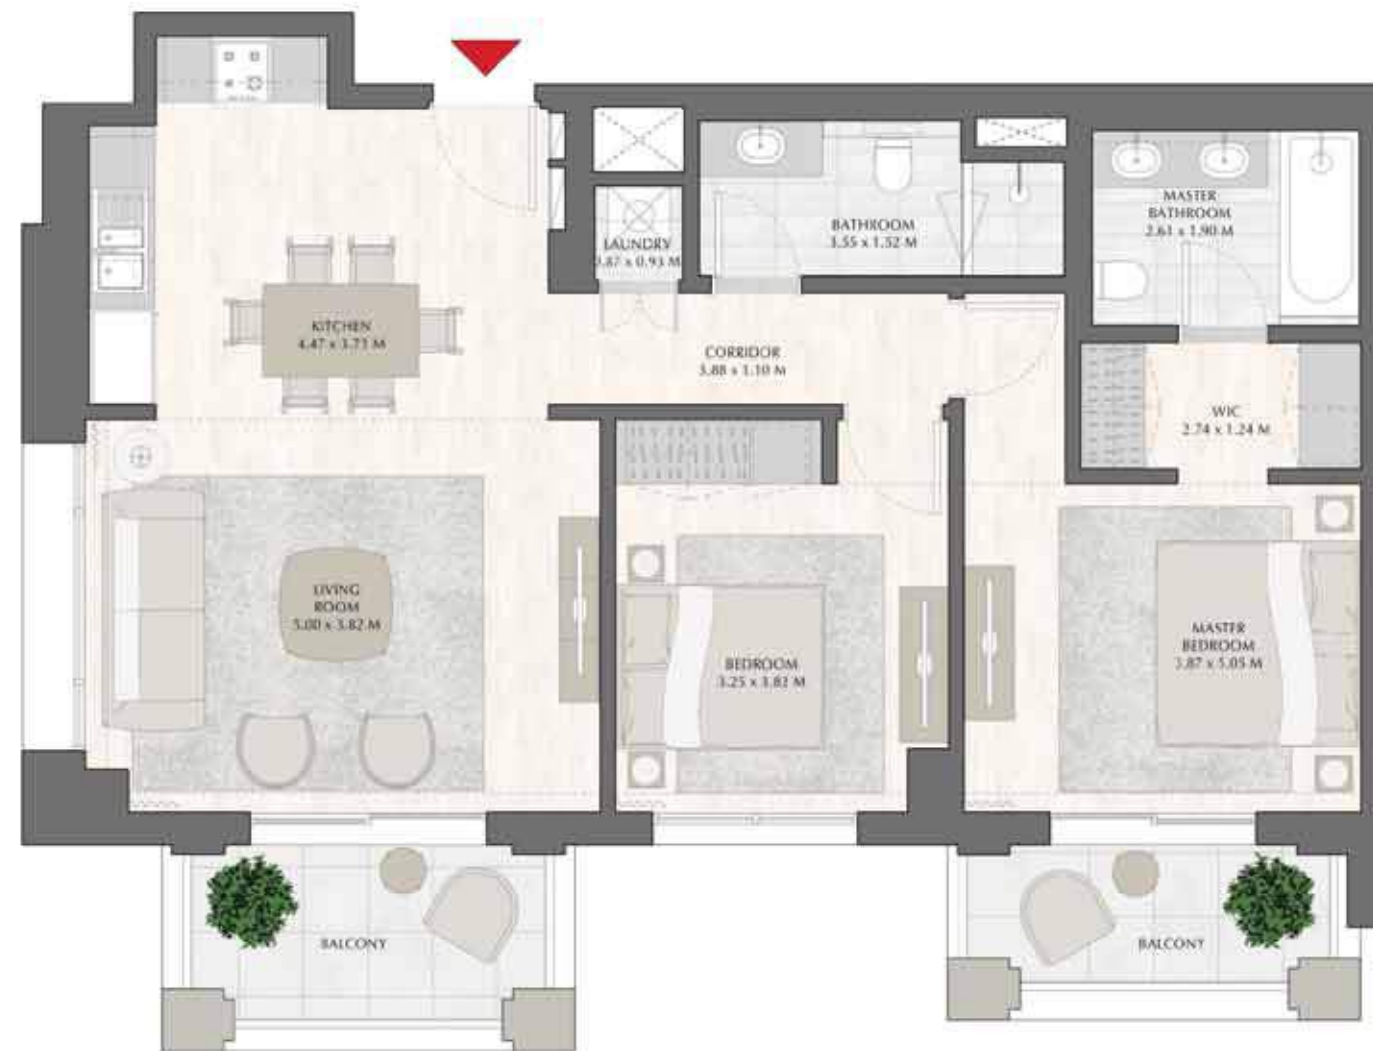 MASTER
BATHROOM
2.61 x 1.90 M
BATHROOM
3.55 x 1.52 M
LAUNDRY
x 0.93 M
KITCHEN
4.47 x 3.73 M
CORRIDOR
3.88 x 1.10 M
WIC
2.74 x 1.24 M
LIVING
ROOM
5.00 x 3.82 M
BEDROOM
3.25 x 3.82 M
MASTER
BEDROOM
3.87 x 5.05 M
BALCONY
BALCONY